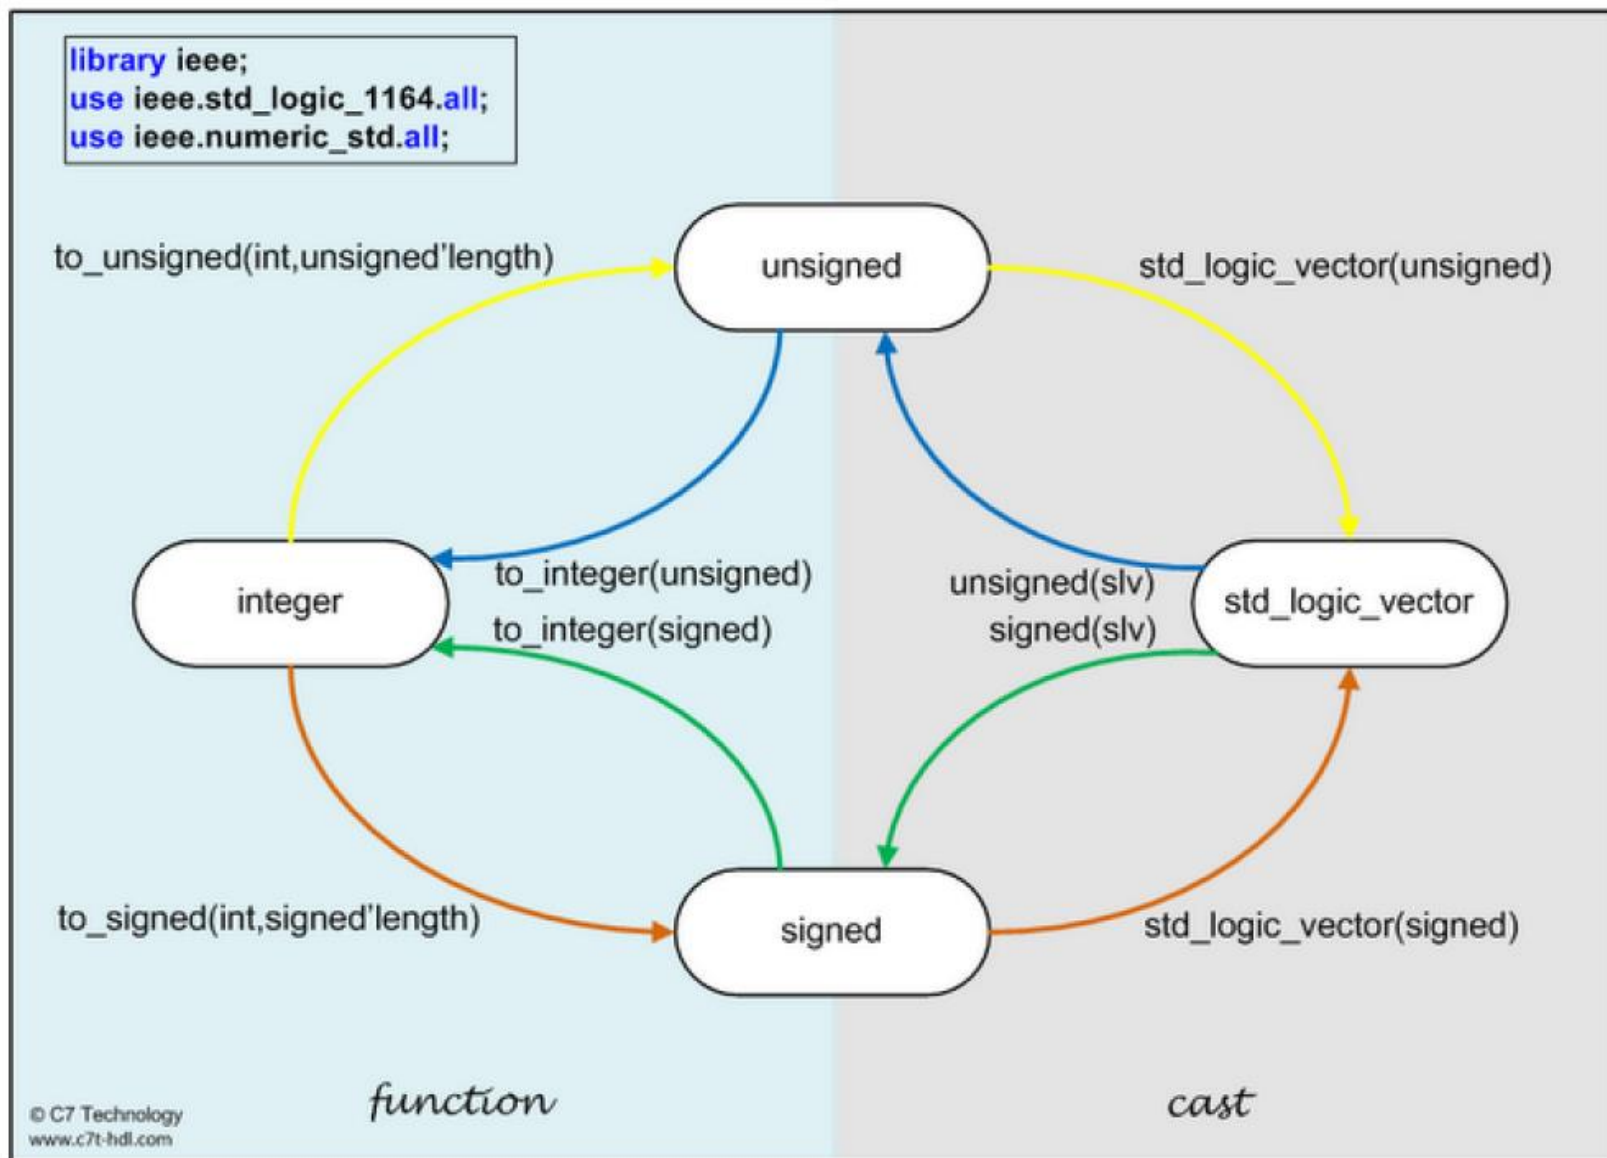 library ieee;
use ieee.std_logic_1164.all;
use ieee.numeric_std.all;
to_unsigned(int,unsigned'length)
unsigned
std_logic_vector(unsigned)
integer
to_integer(unsigned)
to_integer(signed)
unsigned(slv)
signed(slv)
std_logic_vector
to_signed(int,signed'length)
signed
std_logic_vector(signed)
function
cast
© C7 Technology
www.c7t-hdl.com